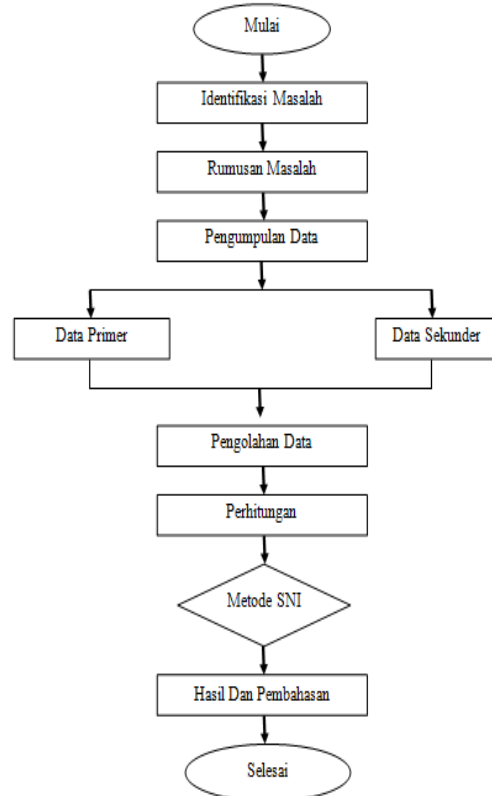 Mulai
Identifikasi Masalah
Rumusan Masalah
Pengumpulan Data
Data Primer
Data Sekunder
Pengolahan Data
Perhitungan
Metode SNI
Hasil Dan Pembahasan
Selesai